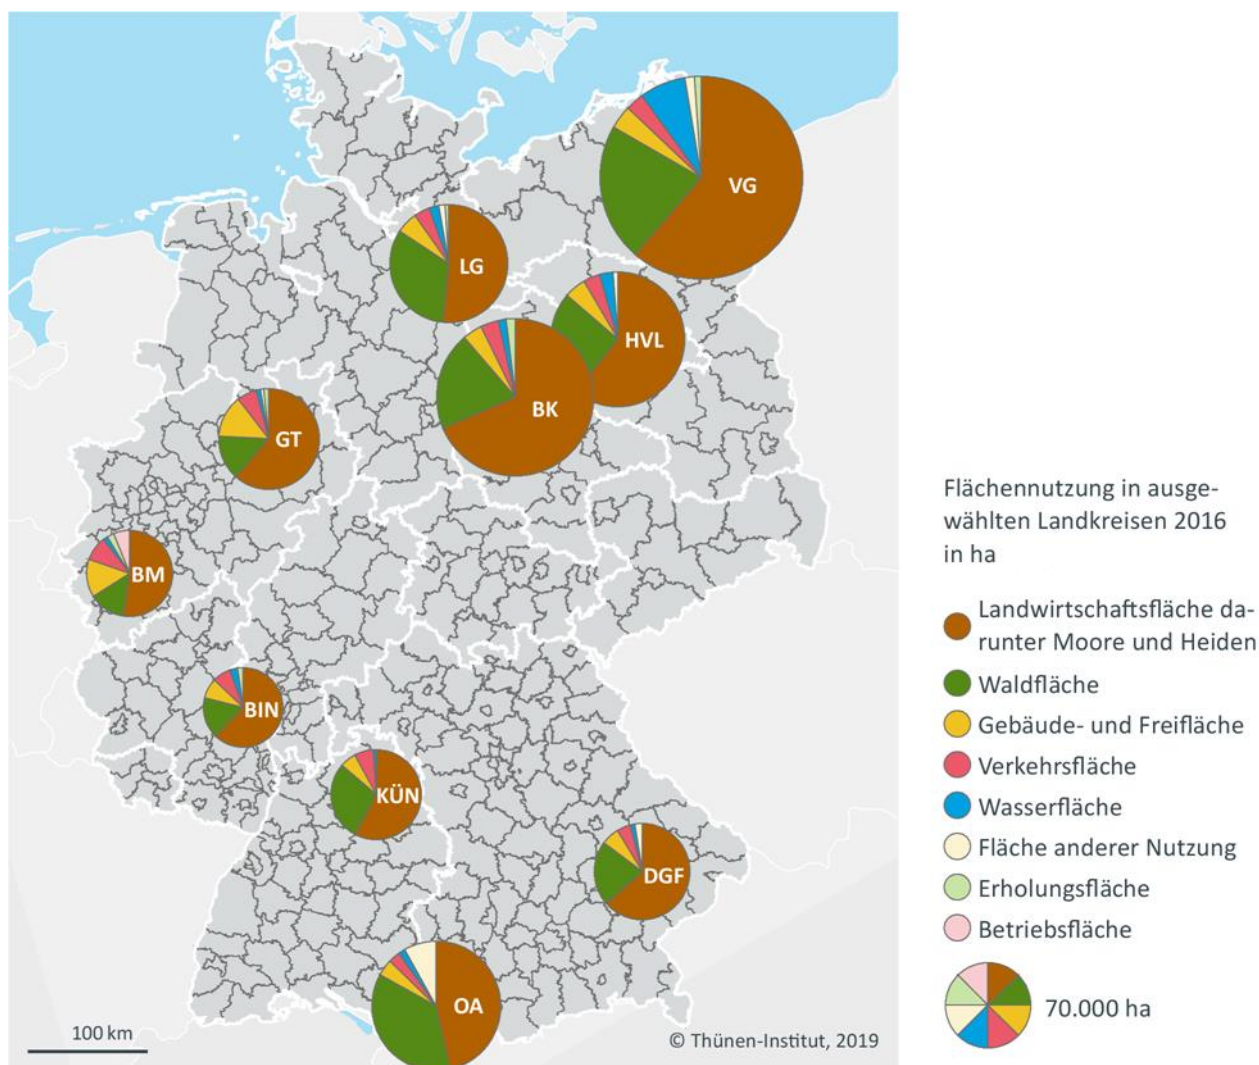 VG
LG
HVL
BK
GT
BM
BIN
KÜN
DGF
OA
100 km
© Thünen-Institut, 2019
Flächennutzung in ausge-
wählten Landkreisen 2016
in ha
Landwirtschaftsfläche da-
runter Moore und Heiden
Waldfläche
Gebäude- und Freifläche
Verkehrsfläche
Wasserfläche
Fläche anderer Nutzung
Erholungsfläche
Betriebsfläche
70.000 ha